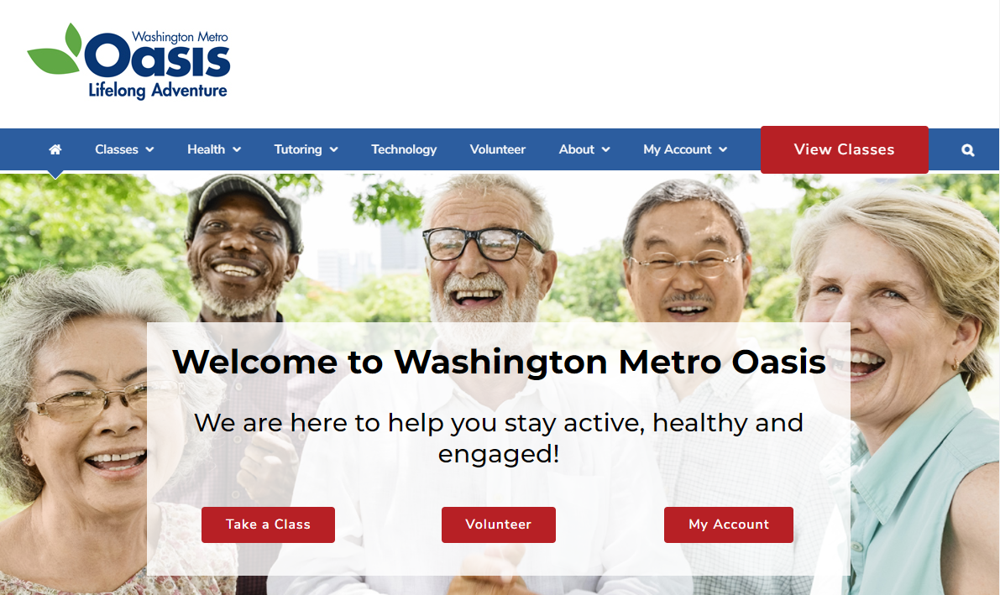 Washington Metro
Oasis
Lifelong Adventure
Classes Health Tutoring Technology Volunteer About My Account View Classes
Welcome to Washington Metro Oasis
We are here to help you stay active, healthy and
engaged!
Take a Class Volunteer My Account